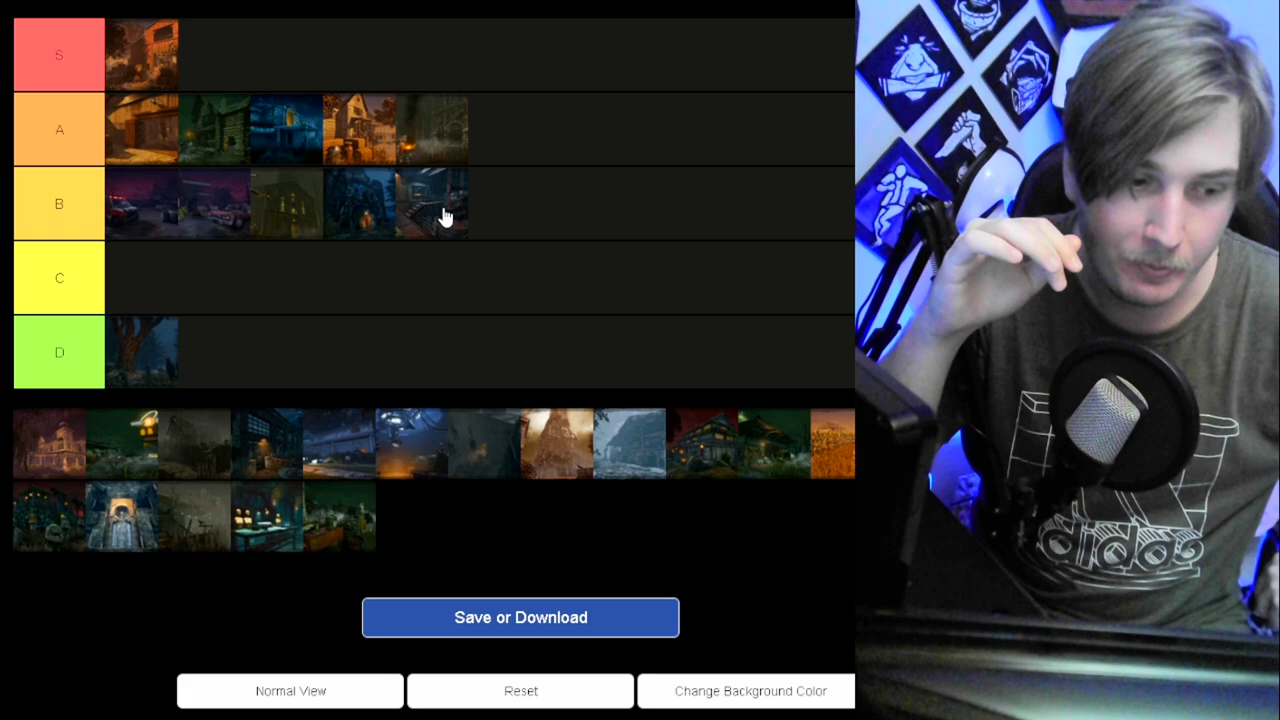 S
A
B
C
D
adidas
Save or Download
Normal View
Reset
Change Background Color